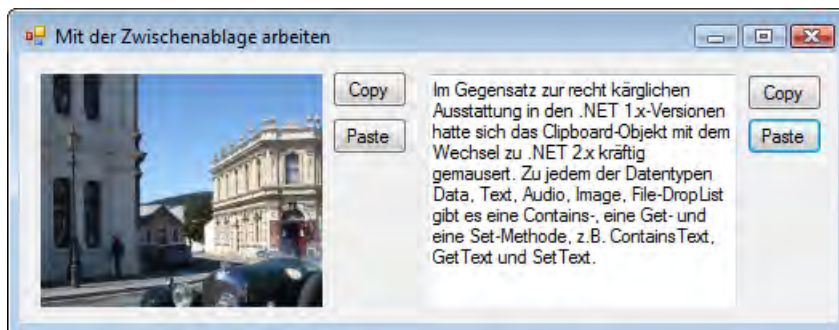 Mit der Zwischenablage arbeiten
Copy
Paste
Im Gegensatz zur recht kärglichen
Ausstattung in den .NET 1.x-Versionen
hatte sich das Clipboard-Objekt mit dem
Wechsel zu .NET 2.x kräftig
gemausert. Zu jedem der Datentypen
Data, Text, Audio, Image, File-DropList
gibt es eine Contains-, eine Get- und
eine Set-Methode, z.B. ContainsText,
GetText und SetText.
Copy
Paste